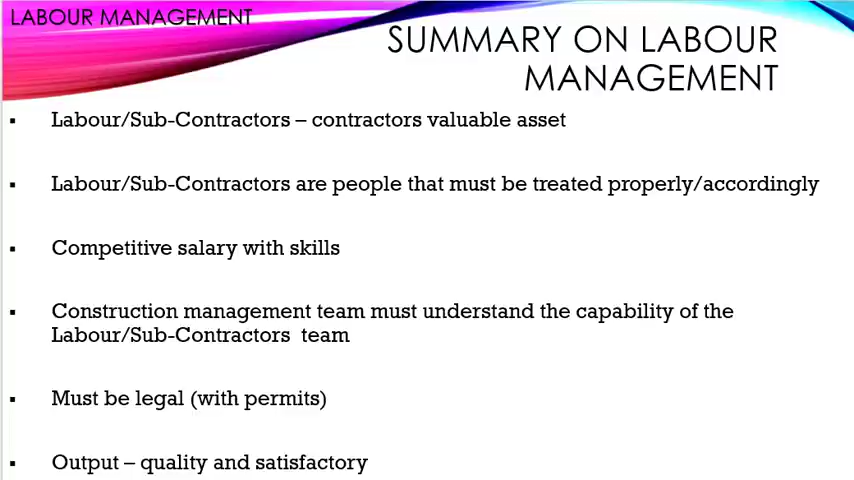 LABOUR MANAGEMENT
SUMMARY ON LABOUR
MANAGEMENT
▪ Labour/Sub-Contractors – contractors valuable asset
▪ Labour/Sub-Contractors are people that must be treated properly/accordingly
▪ Competitive salary with skills
▪ Construction management team must understand the capability of the
Labour/Sub-Contractors team
▪ Must be legal (with permits)
▪ Output – quality and satisfactory